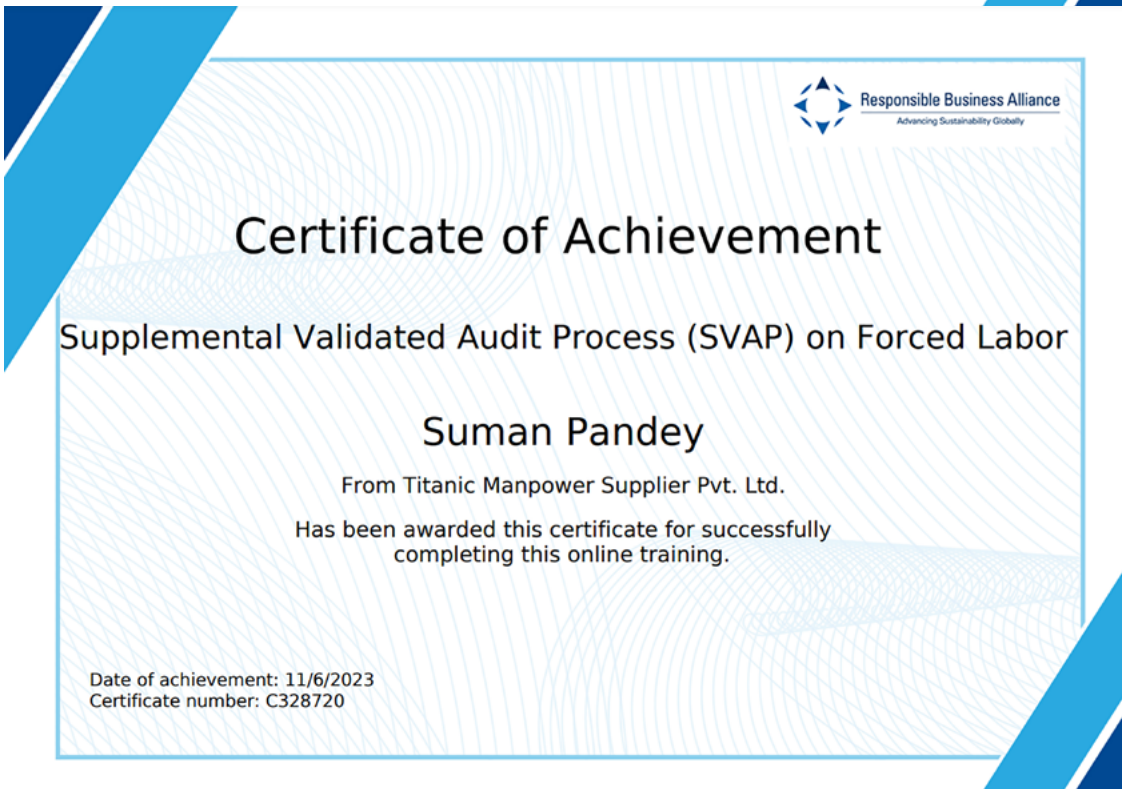 Responsible Business Alliance
Advancing Sustainability Globally
Certificate of Achievement
Supplemental Validated Audit Process (SVAP) on Forced Labor
Suman Pandey
From Titanic Manpower Supplier Pvt. Ltd.
Has been awarded this certificate for successfully
completing this online training.
Date of achievement: 11/6/2023
Certificate number: C328720